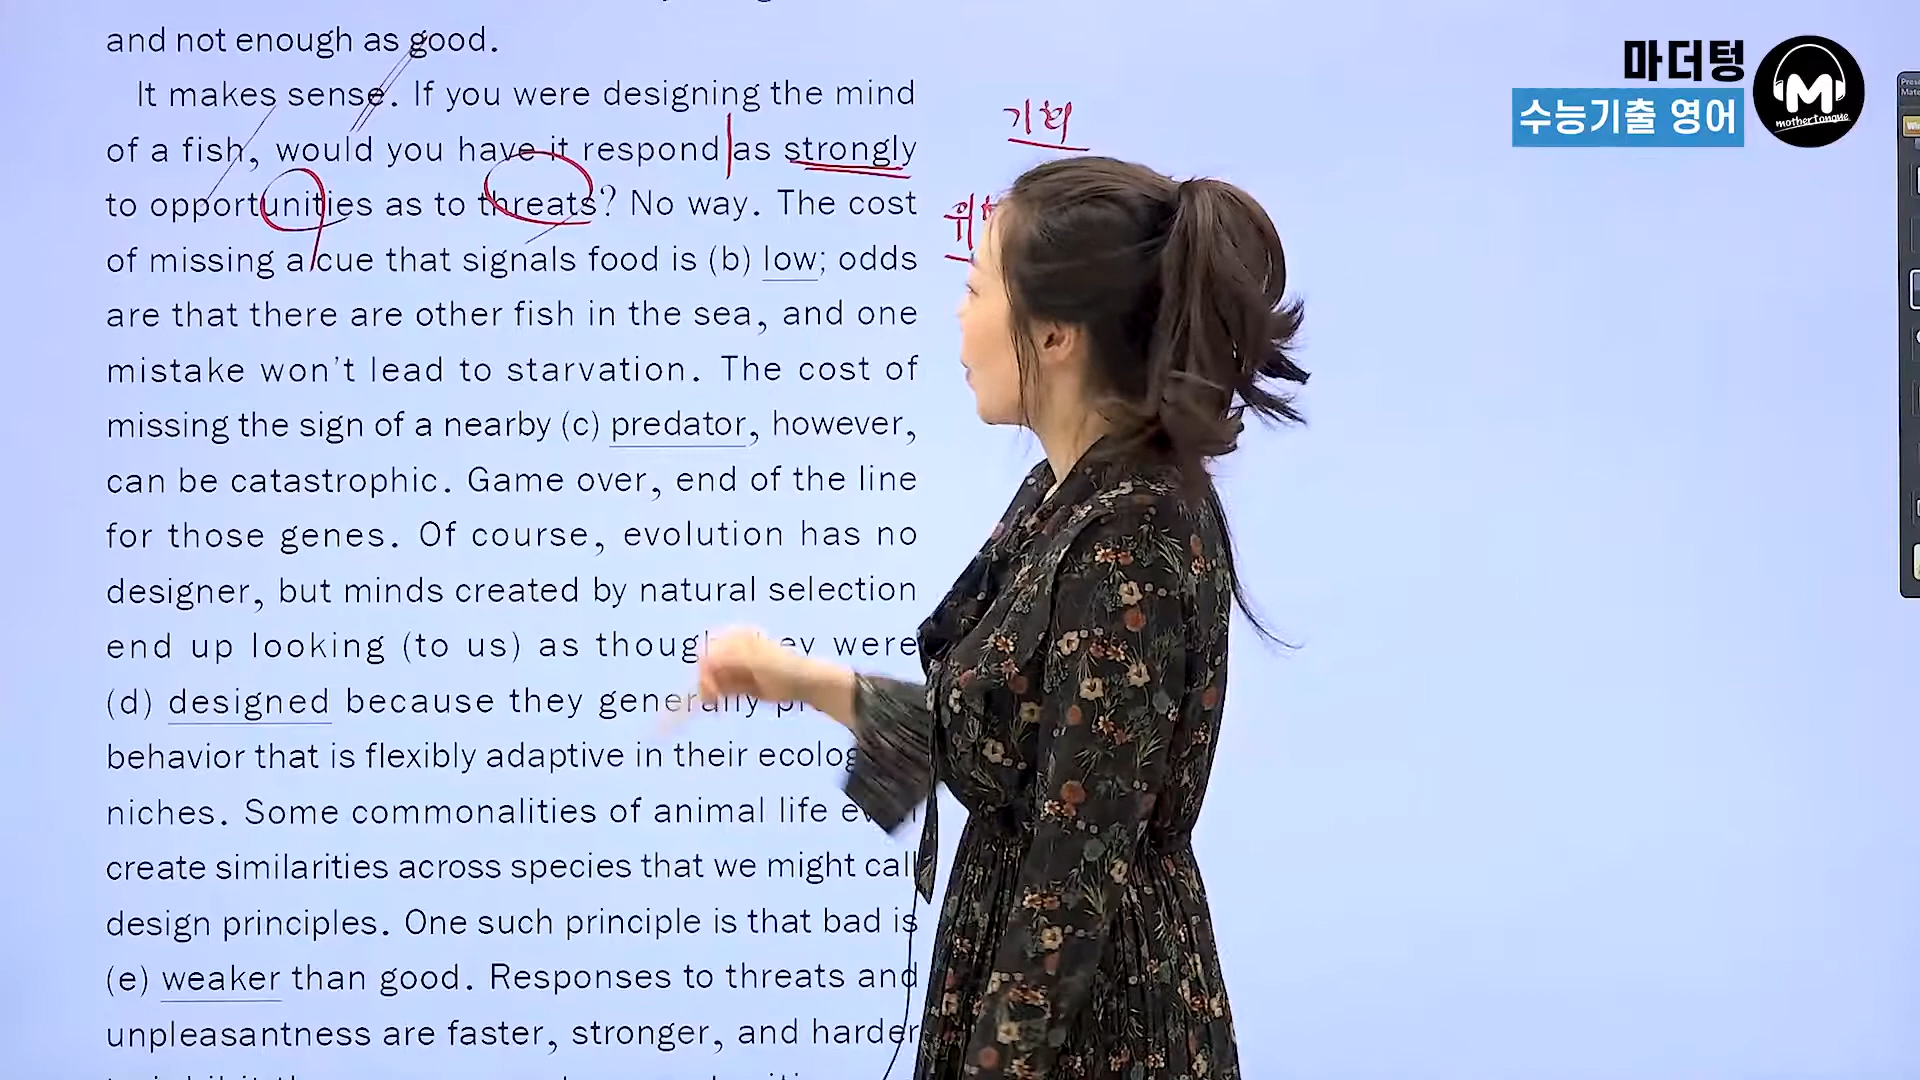 and not enough as good.
It makes sense. If you were designing the mind
of a fish, would you have it respond as strongly
to opportunities as to threats? No way. The cost
of missing a cue that signals food is (b) low; odds
are that there are other fish in the sea, and one
mistake won't lead to starvation. The cost of
missing the sign of a nearby (c) predator, however,
can be catastrophic. Game over, end of the line
for those genes. Of course, evolution has no
designer, but minds created by natural selection
end up looking (to us) as though they were
(d) designed because they generally
behavior that is flexibly adaptive in their
niches. Some commonalities of animal life
create similarities across species that we might call
design principles. One such principle is that bad is
(e) weaker than good. Responses to threats and
unpleasantness are faster, stronger, and harder
기회
마더텅
수능기출 영어
M
mothertongue